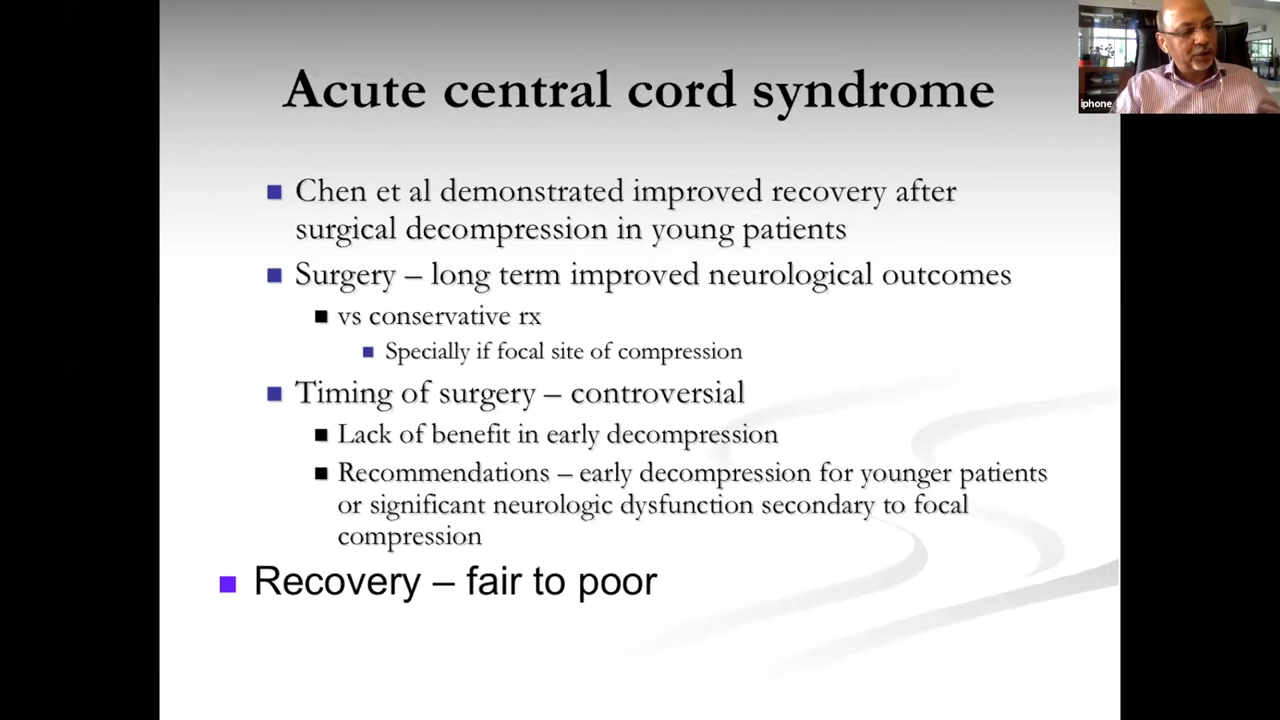 Acute central cord syndrome
iphone
■ Chen et al demonstrated improved recovery after
surgical decompression in young patients
■ Surgery – long term improved neurological outcomes
■ vs conservative rx
■ Specially if focal site of compression
■ Timing of surgery – controversial
■ Lack of benefit in early decompression
■ Recommendations – early decompression for younger patients
or significant neurologic dysfunction secondary to focal
compression
■ Recovery – fair to poor